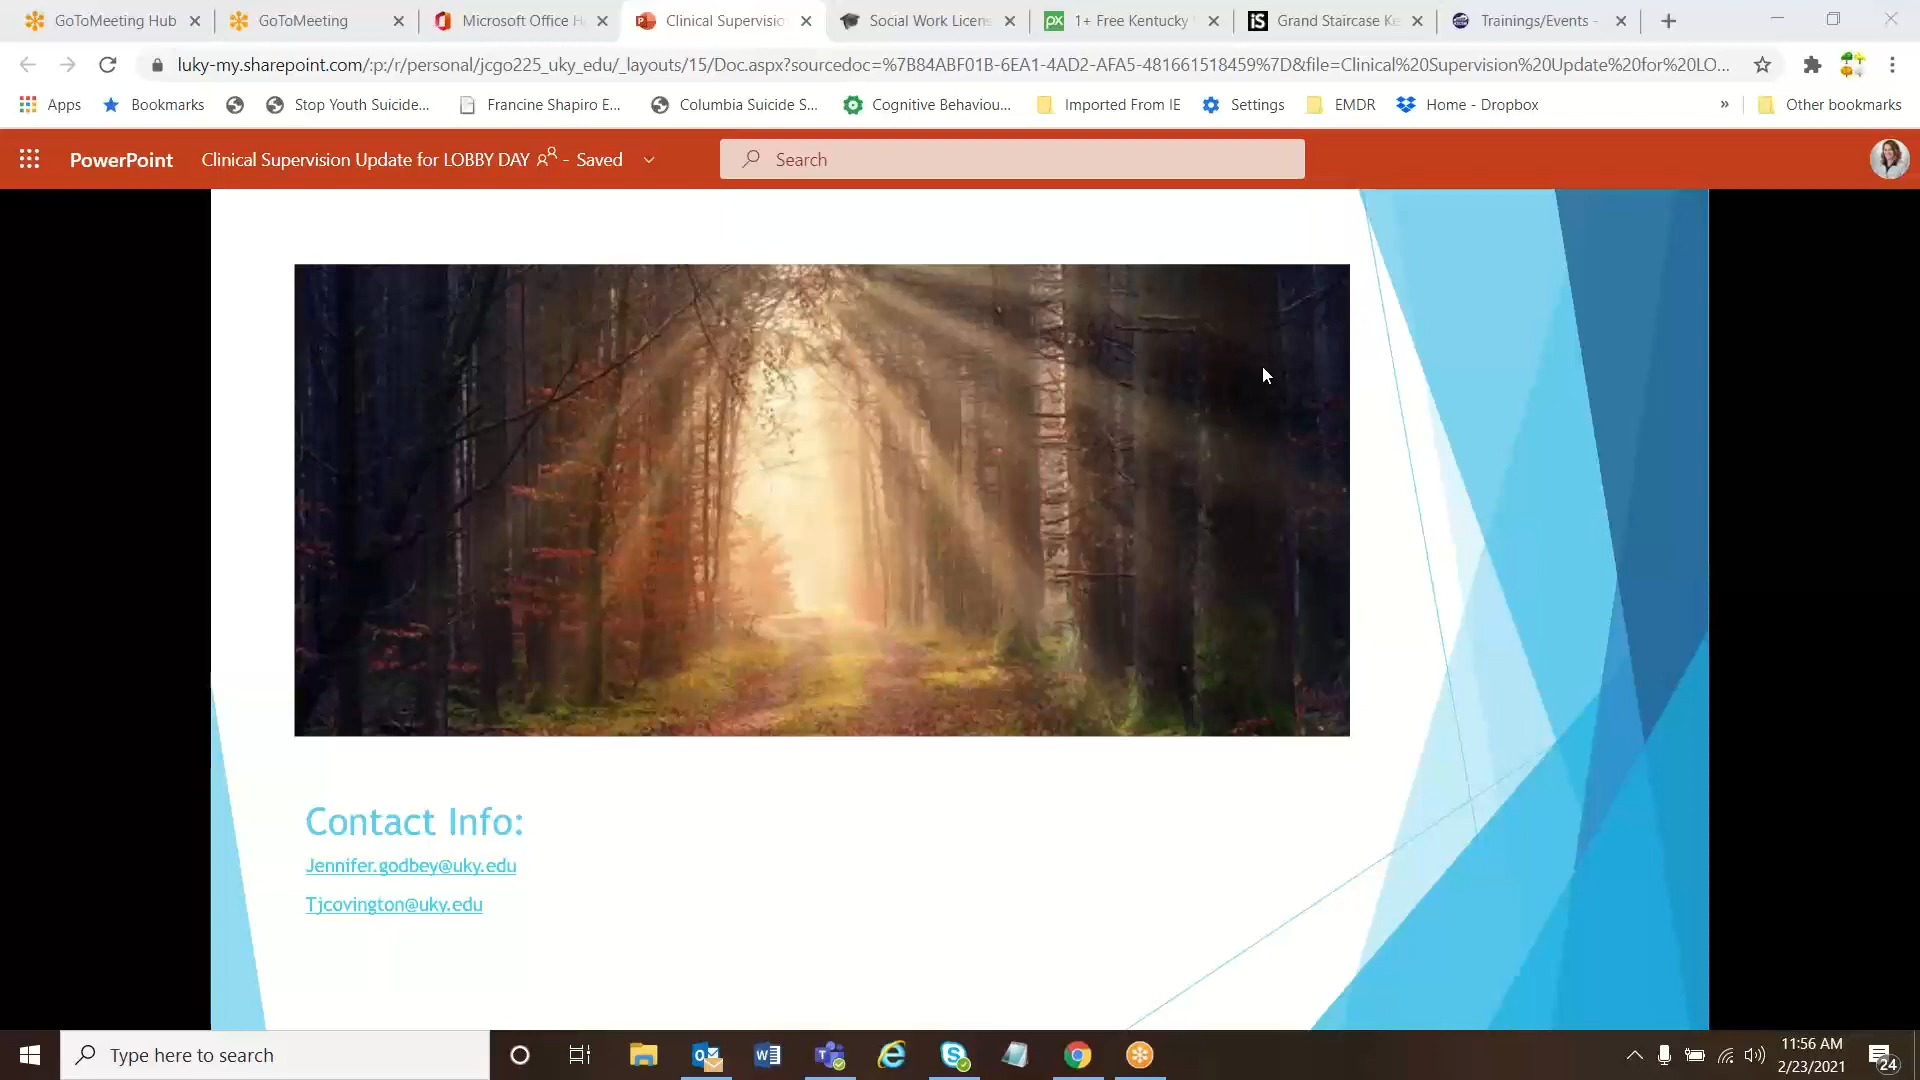 GoToMeeting Hub
GoToMeeting
Microsoft Office H
Clinical Supervisio
Social Work Licens
1+ Free Kentucky
Grand Staircase Ke
Trainings/Events -
luky-my.sharepoint.com/:p:/r/personal/jcgo225_uky_edu/_layouts/15/Doc.aspx?sourcedoc=%7B84ABF01B-6EA1-4AD2-AFA5-481661518459%7D&file=Clinical%20Supervision%20Update%20for%20LO...
Apps
Bookmarks
Stop Youth Suicide...
Francine Shapiro E...
Columbia Suicide S...
Cognitive Behaviou...
Imported From IE
Settings
EMDR
Home - Dropbox
»
Other bookmarks
PowerPoint
Clinical Supervision Update for LOBBY DAY - Saved
Search
Contact Info:
Jennifer.godbey@uky.edu
Tjcovington@uky.edu
Type here to search
11:56 AM
2/23/2021
24